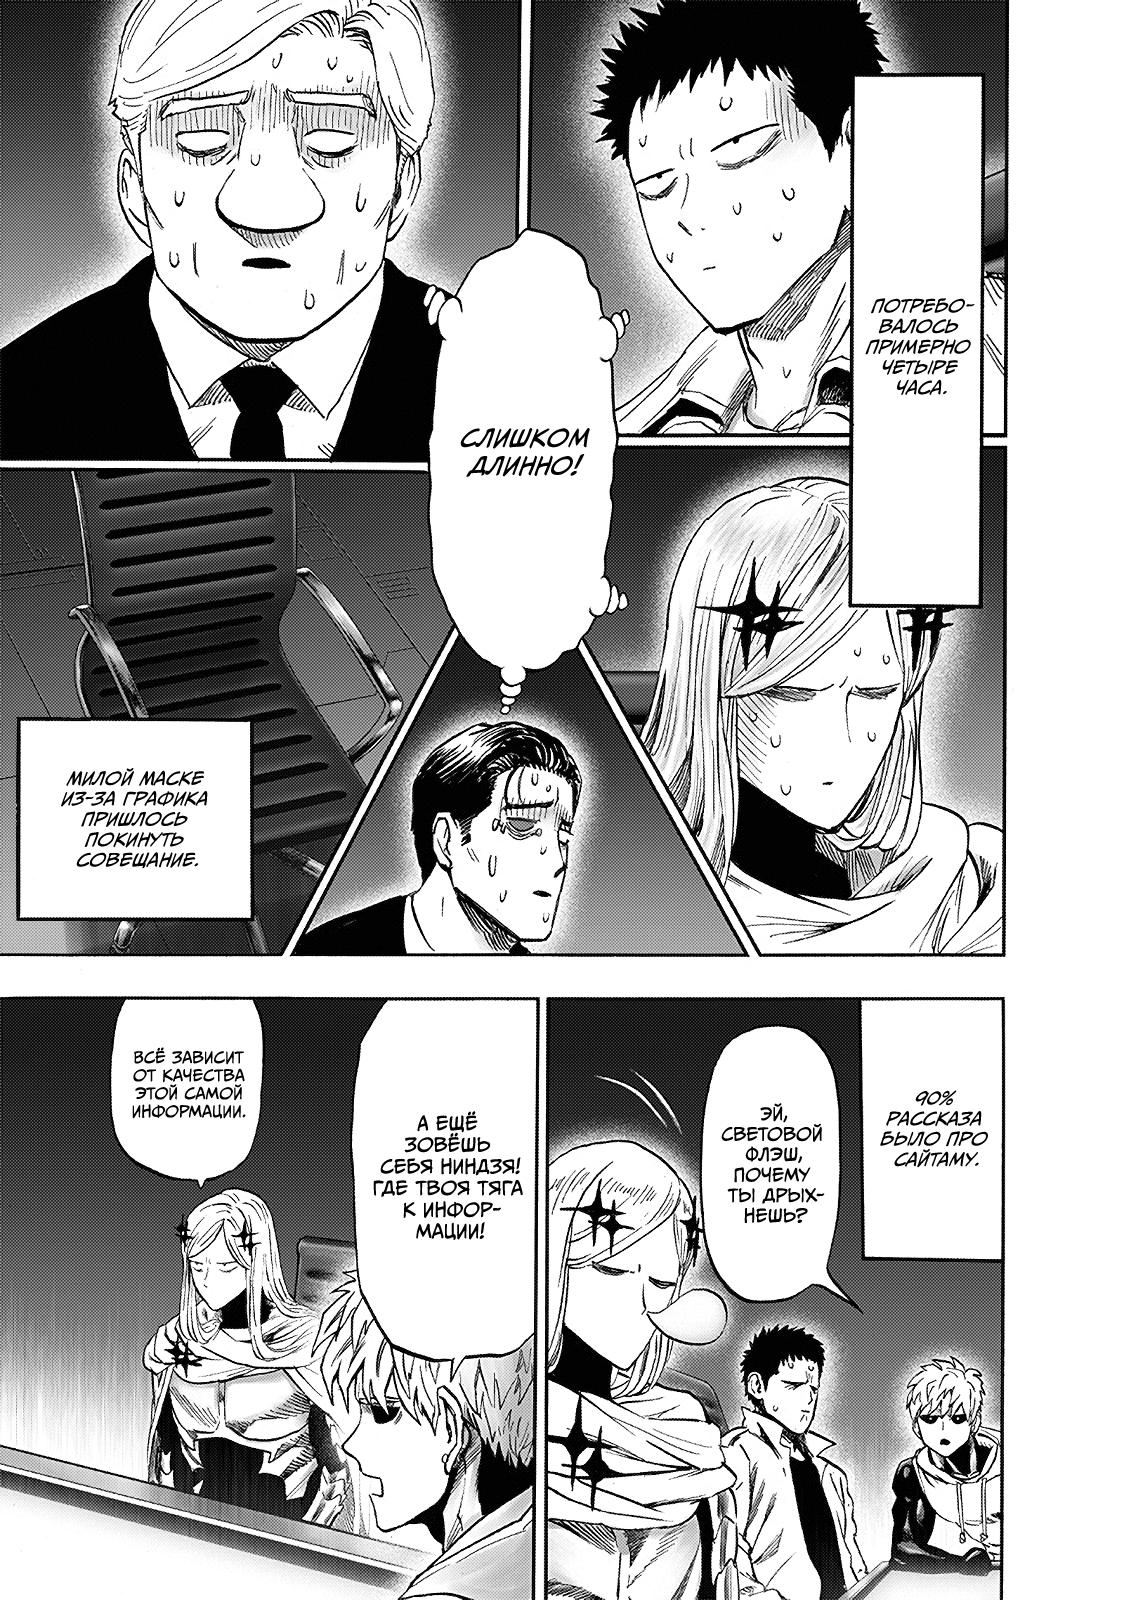 ПОТРЕБО-
ВАЛОСЬ
ПРИМЕРНО
ЧЕТЫРЕ
ЧАСА.
СЛИШКОМ
ДЛИННО!
МИЛОЙ МАСКЕ
ИЗ-ЗА ГРАФИКА
ПРИШЛОСЬ
ПОКИНУТЬ
СОВЕЩАНИЕ.
90%
РАССКАЗА
БЫЛО ПРО
САЙТАМУ.
ЭЙ,
СВЕТОВОЙ
ФЛЭШ,
ПОЧЕМУ
ТЫ ДРЫХ-
НЕШЬ?
А ЕЩЁ
ЗОВЁШЬ
СЕБЯ НИНДЗЯ!
ГДЕ ТВОЯ ТЯГА
К ИНФОР-
МАЦИИ!
ВСЁ ЗАВИСИТ
ОТ КАЧЕСТВА
ЭТОЙ САМОЙ
ИНФОРМАЦИИ.